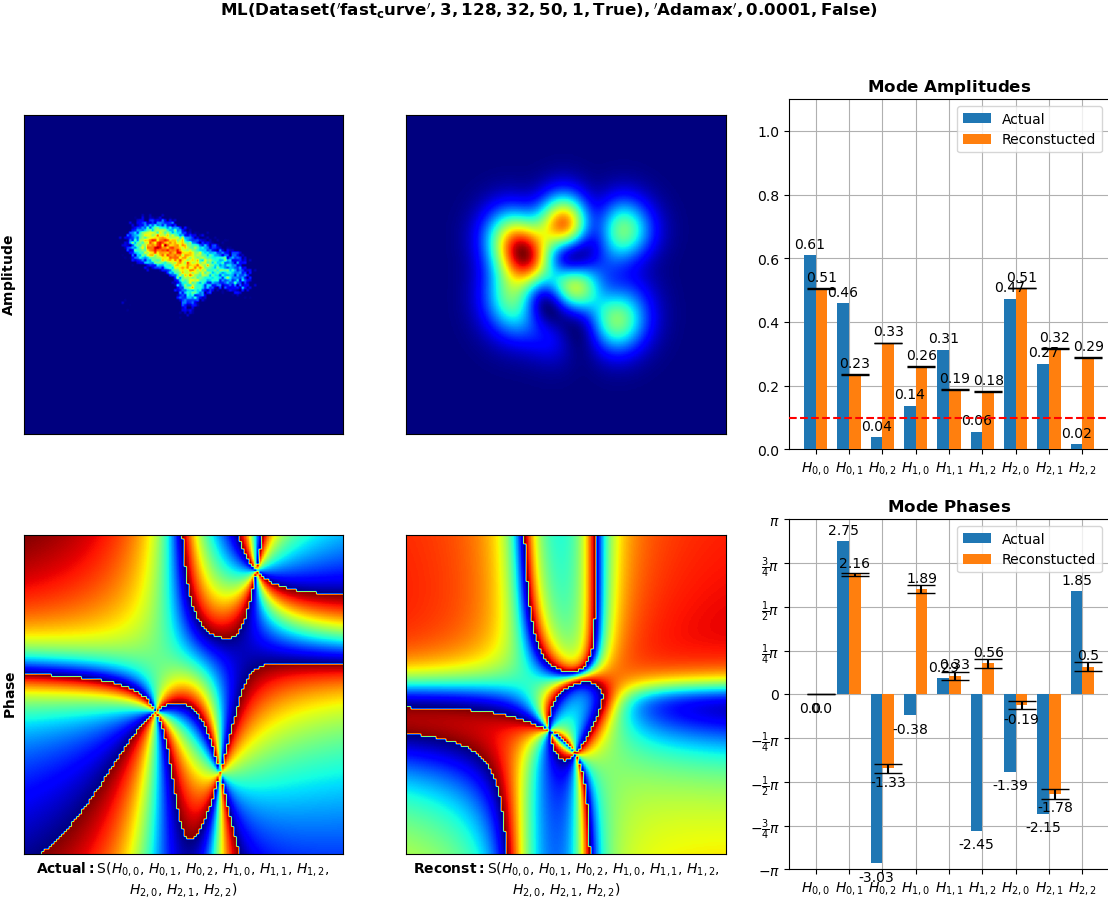 ML(Dataset('fast_curve', 3, 128, 32, 50, 1, True), 'Adamax', 0.0001, False)
Amplitude
Mode Amplitudes
Actual
Reconstucted
1.0
0.8
0.6
0.4
0.2
0.0
0.61
0.51
0.46
0.23
0.04
0.33
0.14
0.26
0.31
0.19
0.06
0.18
0.47
0.51
0.27
0.32
0.02
0.29
H0,0 H0,1 H0,2 H1,0 H1,1 H1,2 H2,0 H2,1 H2,2
Phase
Mode Phases
Actual
Reconstucted
π
3/4π
1/2π
1/4π
0
−1/4π
−1/2π
−3/4π
−π
0.0
0.0
2.75
2.16
-3.03
-1.33
-0.38
1.89
0.29
0.33
-2.45
0.56
-1.39
-0.19
-2.15
-1.78
1.85
0.5
H0,0 H0,1 H0,2 H1,0 H1,1 H1,2 H2,0 H2,1 H2,2
Actual: S(H0,0, H0,1, H0,2, H1,0, H1,1, H1,2,
H2,0, H2,1, H2,2)
Reconst: S(H0,0, H0,1, H0,2, H1,0, H1,1, H1,2,
H2,0, H2,1, H2,2)